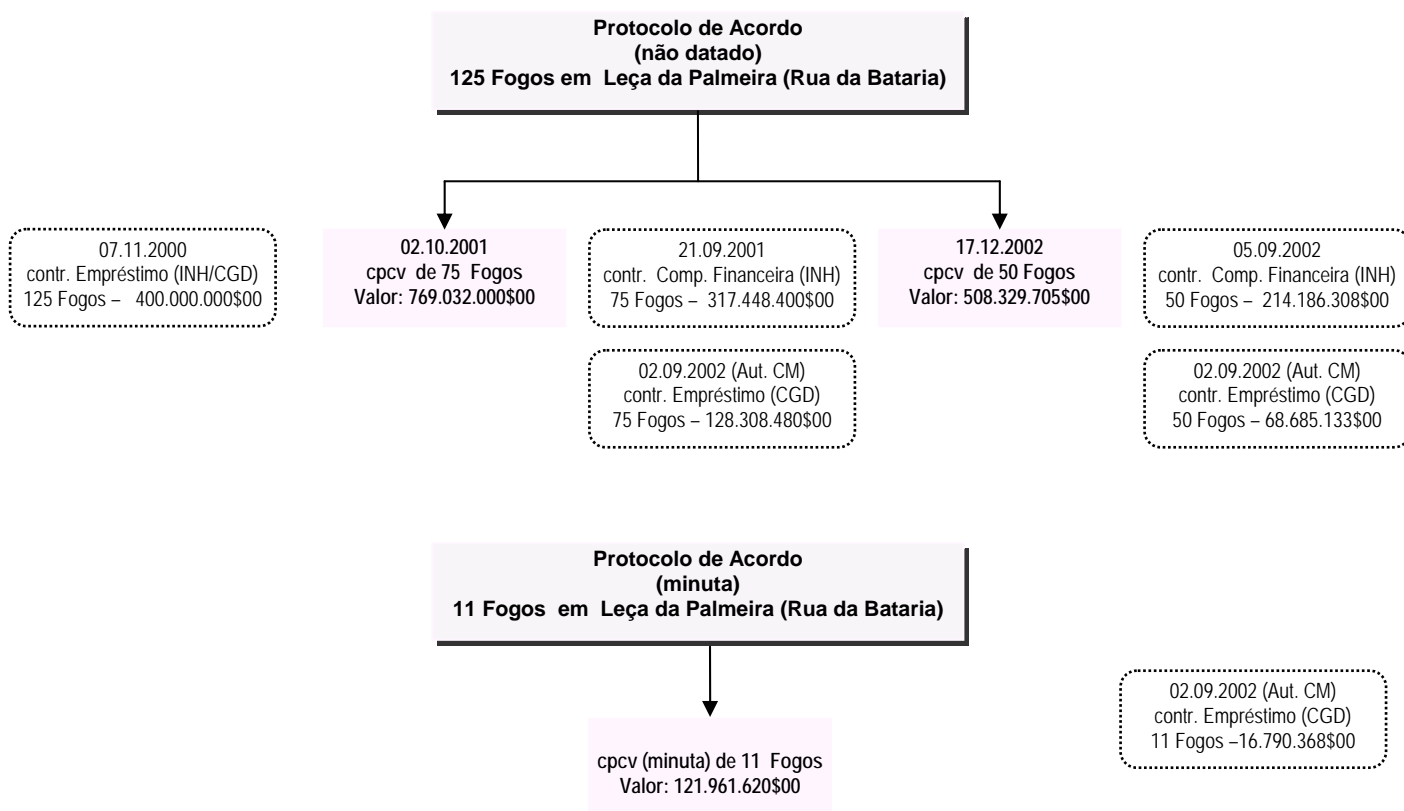 Protocolo de Acordo
(não datado)
125 Fogos em Leça da Palmeira (Rua da Bataria)
07.11.2000
contr. Empréstimo (INH/CGD)
125 Fogos – 400.000.000$00
02.10.2001
cpcv de 75 Fogos
Valor: 769.032.000$00
21.09.2001
contr. Comp. Financeira (INH)
75 Fogos – 317.448.400$00
17.12.2002
cpcv de 50 Fogos
Valor: 508.329.705$00
05.09.2002
contr. Comp. Financeira (INH)
50 Fogos – 214.186.308$00
02.09.2002 (Aut. CM)
contr. Empréstimo (CGD)
75 Fogos – 128.308.480$00
02.09.2002 (Aut. CM)
contr. Empréstimo (CGD)
50 Fogos – 68.685.133$00
Protocolo de Acordo
(minuta)
11 Fogos em Leça da Palmeira (Rua da Bataria)
02.09.2002 (Aut. CM)
contr. Empréstimo (CGD)
11 Fogos –16.790.368$00
cpcv (minuta) de 11 Fogos
Valor: 121.961.620$00